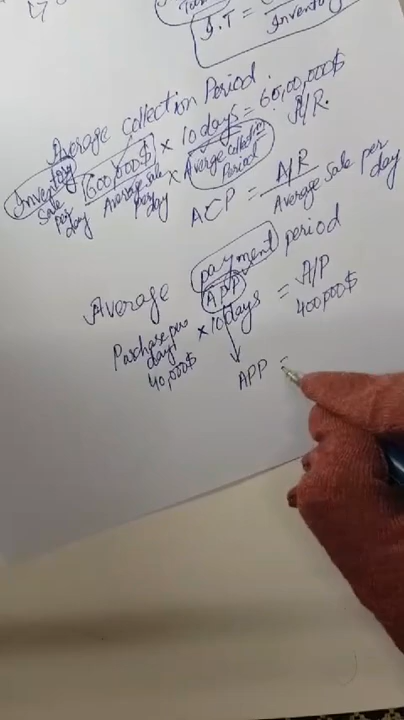 I.T =
Inventory
Average Collection Period.
600,000$ × 10 days = 60,00,000$
Inventory Sale per day Average Sale per day × Average Collection Period A/R.
ACP = A/R / Average Sale per day
Average payment period
APP = A/P
Purchase per day × 10 days 400,000$
40,000$
APP =